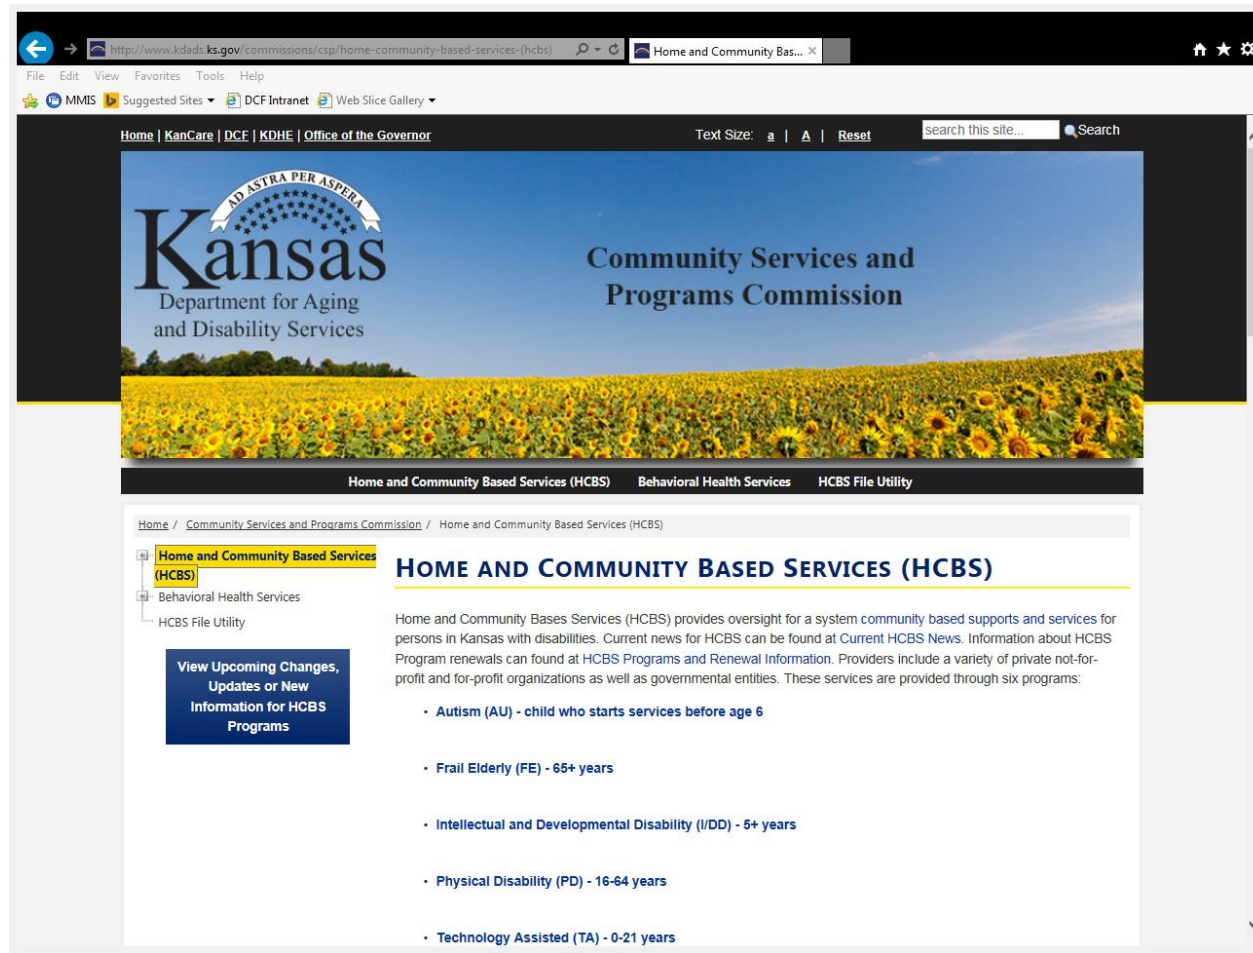 http://www.kdads.ks.gov/commissions/csp/home-community-based-services-(hcbs)
Home and Community Bas...
File Edit View Favorites Tools Help
MMIS Suggested Sites DCF Intranet Web Slice Gallery
Home | KanCare | DCF | KDHE | Office of the Governor
Text Size: a | A | Reset
search this site...
Search
AD ASTRA PER ASPERA
Kansas
Department for Aging
and Disability Services
Community Services and
Programs Commission
Home and Community Based Services (HCBS) Behavioral Health Services HCBS File Utility
Home / Community Services and Programs Commission / Home and Community Based Services (HCBS)
Home and Community Based Services
(HCBS)
Behavioral Health Services
HCBS File Utility
View Upcoming Changes,
Updates or New
Information for HCBS
Programs
HOME AND COMMUNITY BASED SERVICES (HCBS)
Home and Community Bases Services (HCBS) provides oversight for a system community based supports and services for
persons in Kansas with disabilities. Current news for HCBS can be found at Current HCBS News. Information about HCBS
Program renewals can found at HCBS Programs and Renewal Information. Providers include a variety of private not-for-
profit and for-profit organizations as well as governmental entities. These services are provided through six programs:
• Autism (AU) - child who starts services before age 6
• Frail Elderly (FE) - 65+ years
• Intellectual and Developmental Disability (I/DD) - 5+ years
• Physical Disability (PD) - 16-64 years
• Technology Assisted (TA) - 0-21 years